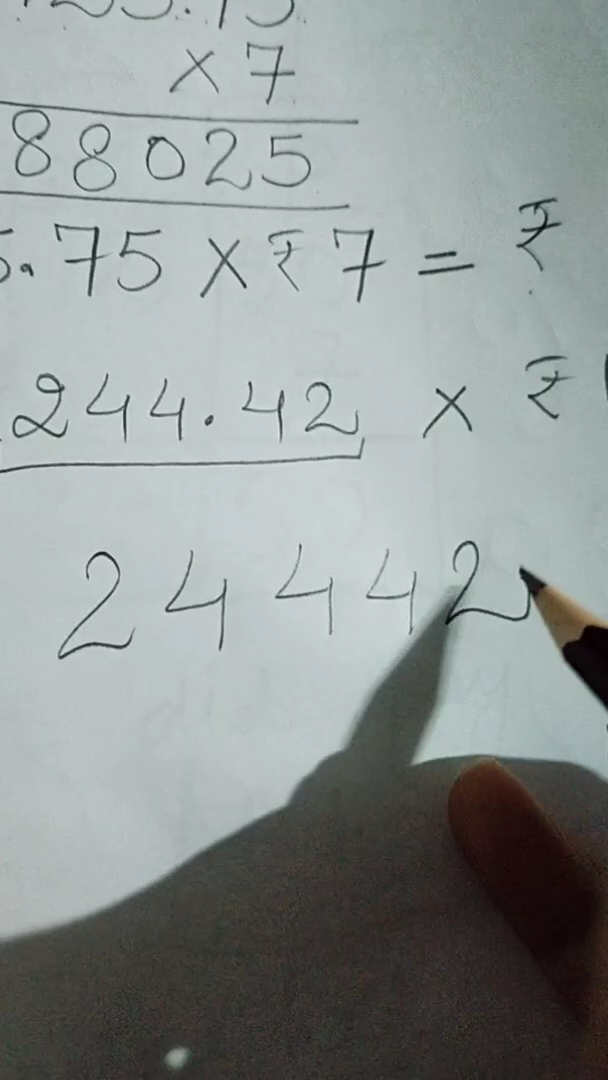 × 7
88025
.75 × ₹ 7 = ₹
244.42 × ₹
24442